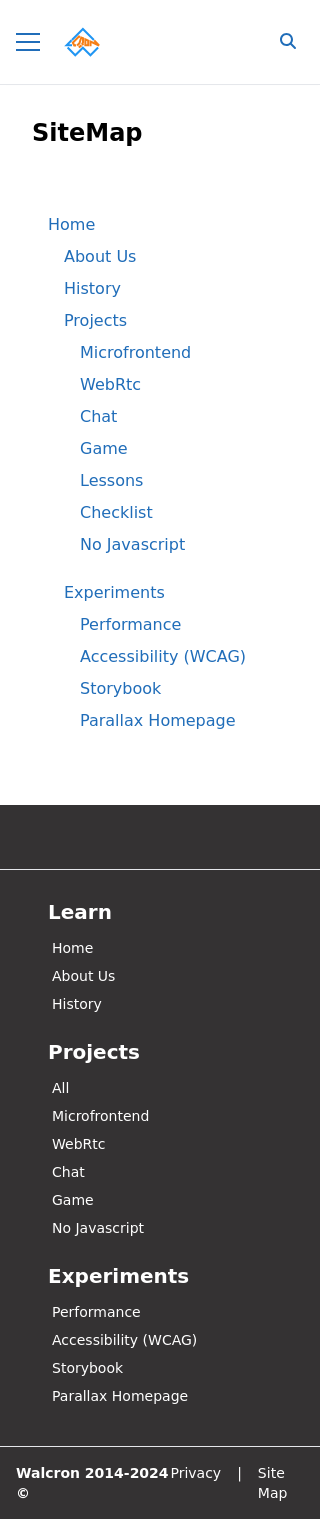 SiteMap
Home
About Us
History
Projects
Microfrontend
WebRtc
Chat
Game
Lessons
Checklist
No Javascript
Experiments
Performance
Accessibility (WCAG)
Storybook
Parallax Homepage
Learn
Home
About Us
History
Projects
All
Microfrontend
WebRtc
Chat
Game
No Javascript
Experiments
Performance
Accessibility (WCAG)
Storybook
Parallax Homepage
Walcron 2014-2024 Privacy | Site
© Map